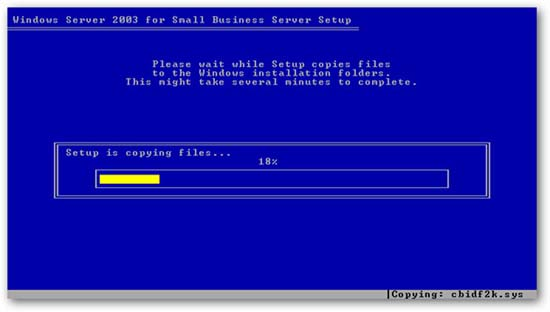 Windows Server 2003 for Small Business Server Setup
Please wait while Setup copies files
to the Windows installation folders.
This might take several minutes to complete.
Setup is copying files...
18%
|Copying: cbidf2k.sys